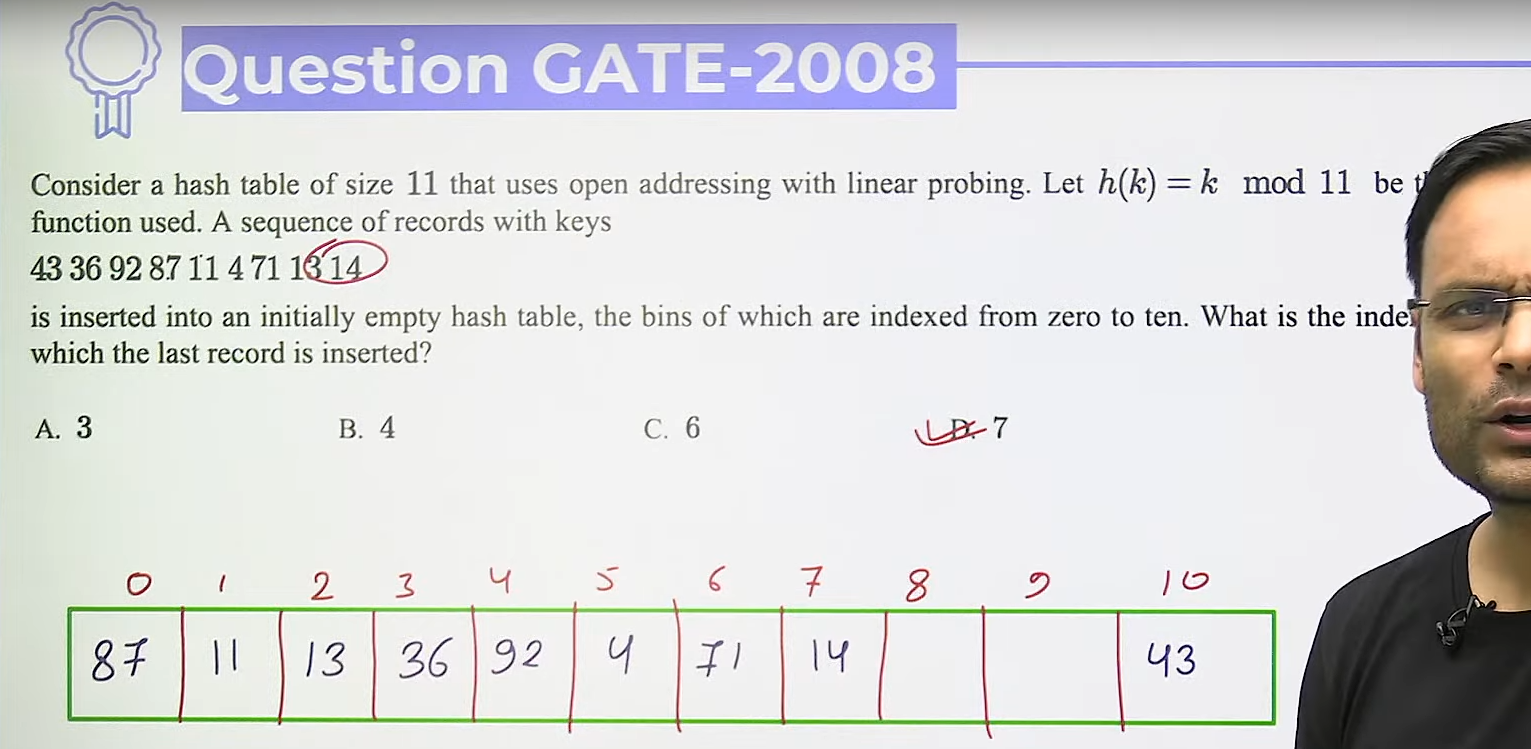 Question GATE-2008
Consider a hash table of size 11 that uses open addressing with linear probing. Let h(k) = k mod 11 be
function used. A sequence of records with keys
43 36 92 87 11 4 71 13 14
is inserted into an initially empty hash table, the bins of which are indexed from zero to ten. What is the
which the last record is inserted?
A. 3 B. 4 C. 6 D. 7
0 1 2 3 4 5 6 7 8 9 10
87 11 13 36 92 4 71 14 43